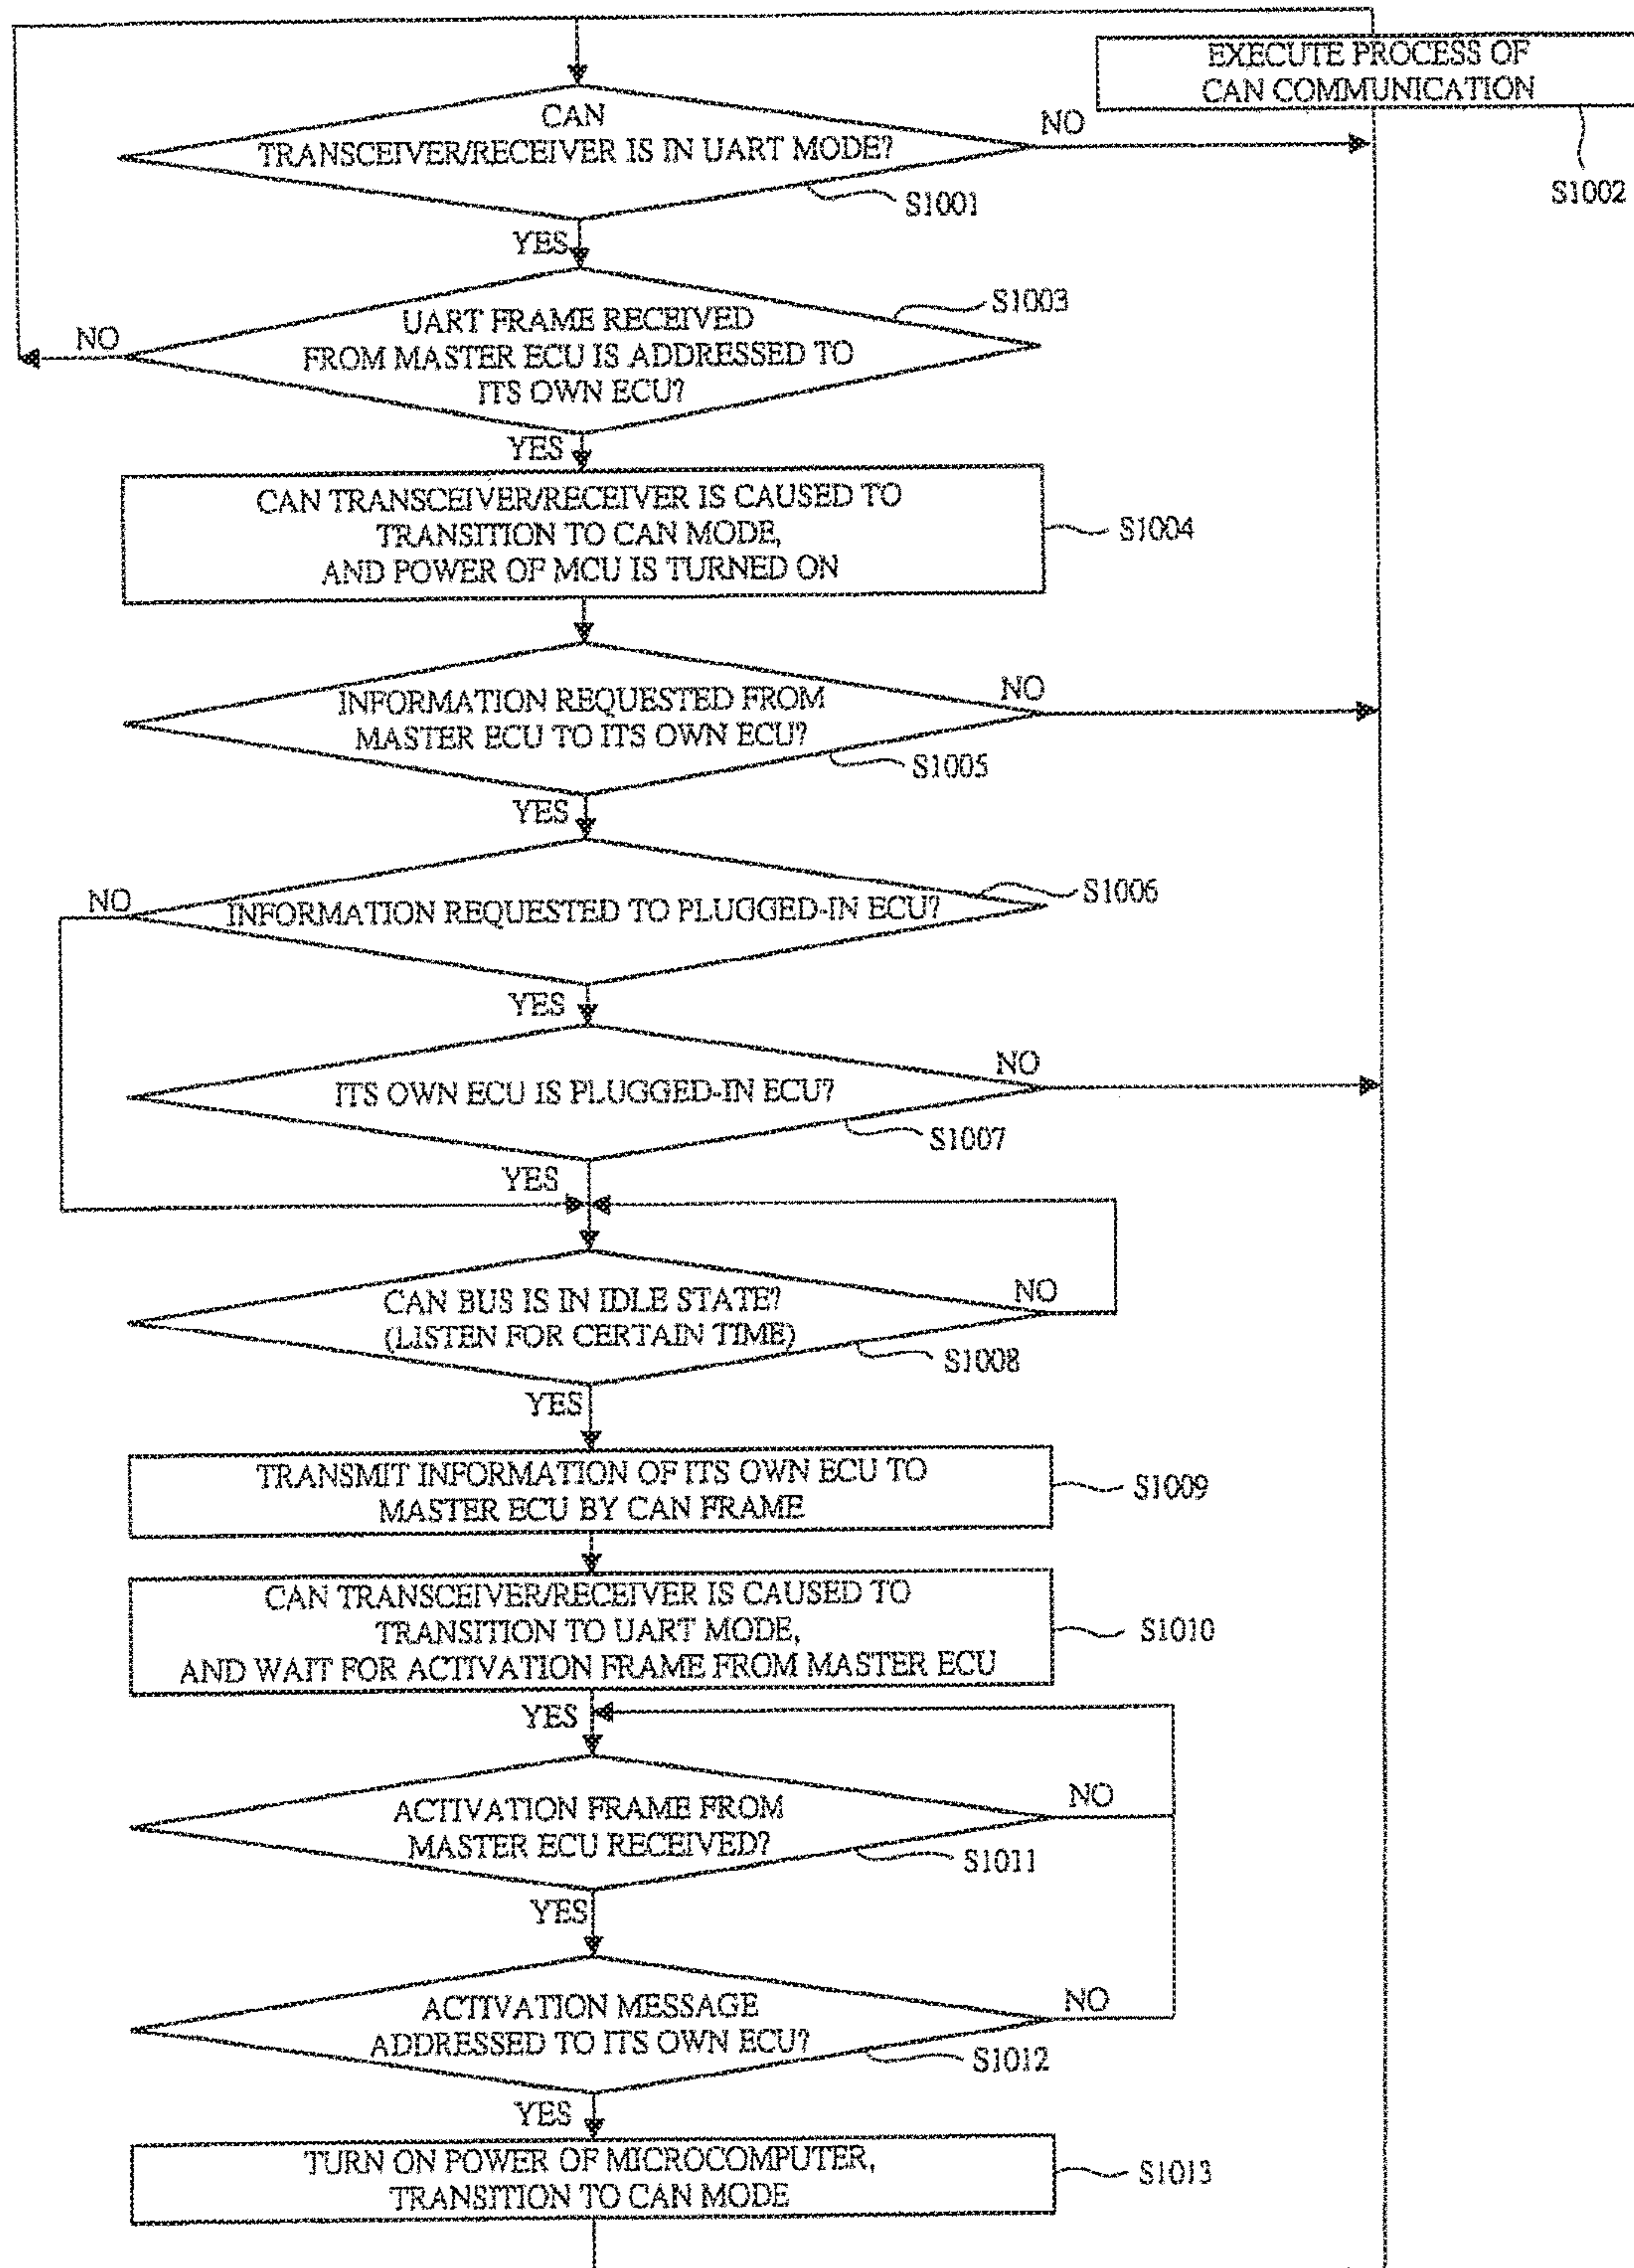 EXECUTE PROCESS OF
CAN COMMUNICATION
S1002
CAN
TRANSCEIVER/RECEIVER IS IN UART MODE?
NO
S1001
YES
S1003
UART FRAME RECEIVED
FROM MASTER ECU IS ADDRESSED TO
ITS OWN ECU?
NO
YES
CAN TRANSCEIVER/RECEIVER IS CAUSED TO
TRANSITION TO CAN MODE,
AND POWER OF MCU IS TURNED ON
S1004
INFORMATION REQUESTED FROM
MASTER ECU TO ITS OWN ECU?
NO
S1005
YES
NO
INFORMATION REQUESTED TO PLUGGED-IN ECU?
S1006
YES
ITS OWN ECU IS PLUGGED-IN ECU?
NO
S1007
YES
CAN BUS IS IN IDLE STATE?
(LISTEN FOR CERTAIN TIME)
NO
S1008
YES
TRANSMIT INFORMATION OF ITS OWN ECU TO
MASTER ECU BY CAN FRAME
S1009
CAN TRANSCEIVER/RECEIVER IS CAUSED TO
TRANSITION TO UART MODE,
AND WAIT FOR ACTIVATION FRAME FROM MASTER ECU
S1010
YES
ACTIVATION FRAME FROM
MASTER ECU RECEIVED?
NO
S1011
YES
ACTIVATION MESSAGE
ADDRESSED TO ITS OWN ECU?
NO
S1012
YES
TURN ON POWER OF MICROCOMPUTER,
TRANSITION TO CAN MODE
S1013